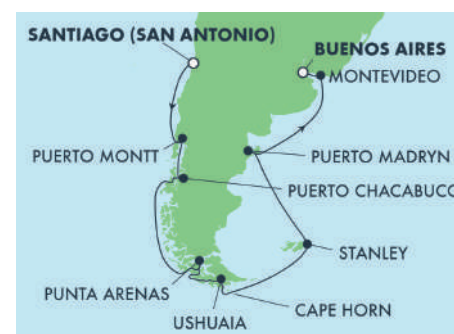 SANTIAGO (SAN ANTONIO)
BUENOS AIRES
MONTEVIDEO
PUERTO MONTT
PUERTO MADRYN
PUERTO CHACABUCO
STANLEY
PUNTA ARENAS
CAPE HORN
USHUAIA